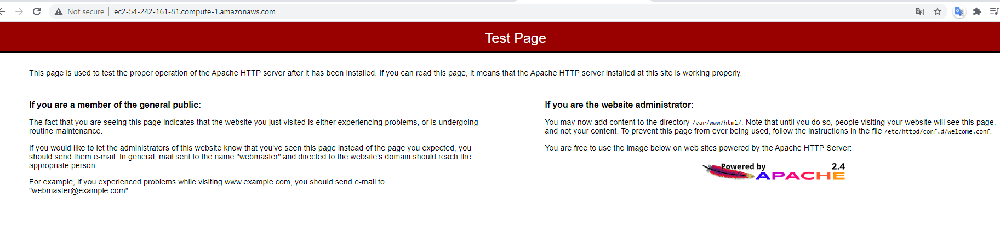 Not secure | ec2-54-242-161-81.compute-1.amazonaws.com
Test Page
This page is used to test the proper operation of the Apache HTTP server after it has been installed. If you can read this page, it means that the Apache HTTP server installed at this site is working properly.
If you are a member of the general public:
The fact that you are seeing this page indicates that the website you just visited is either experiencing problems, or is undergoing
routine maintenance.
If you would like to let the administrators of this website know that you've seen this page instead of the page you expected, you
should send them e-mail. In general, mail sent to the name "webmaster" and directed to the website's domain should reach the
appropriate person.
For example, if you experienced problems while visiting www.example.com, you should send e-mail to
"webmaster@example.com".
If you are the website administrator:
You may now add content to the directory /var/www/html/. Note that until you do so, people visiting your website will see this page,
and not your content. To prevent this page from ever being used, follow the instructions in the file /etc/httpd/conf.d/welcome.conf.
You are free to use the image below on web sites powered by the Apache HTTP Server:
Powered by 2.4
APACHE